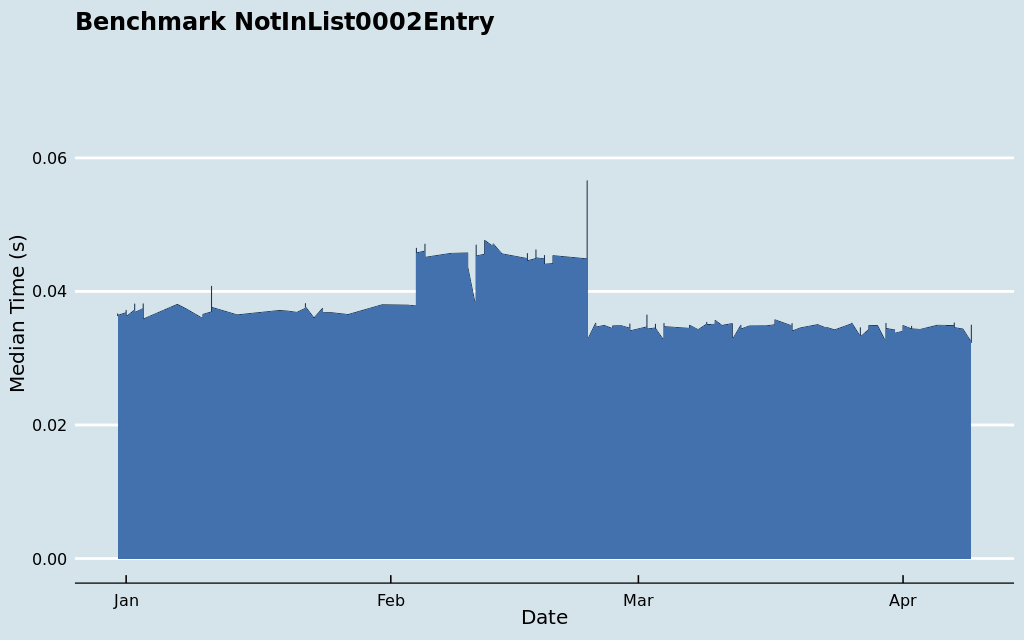 Benchmark NotInList0002Entry
0.06
0.04
0.02
0.00
Median Time (s)
Jan Feb Mar Apr
Date